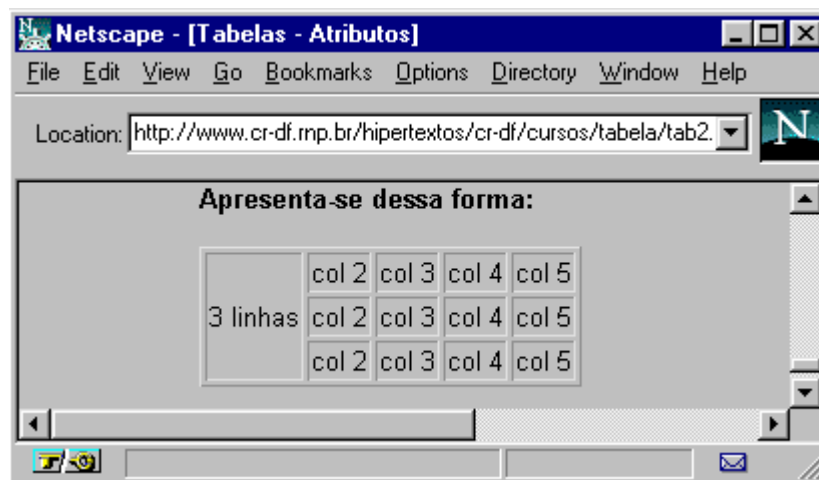 Netscape - [Tabelas - Atributos]
File Edit View Go Bookmarks Options Directory Window Help
Location: http://www.cr-df.rnp.br/hipertextos/cr-df/cursos/tabela/tab2.
N
Apresenta-se dessa forma:
col 2 col 3 col 4 col 5
3 linhas col 2 col 3 col 4 col 5
col 2 col 3 col 4 col 5